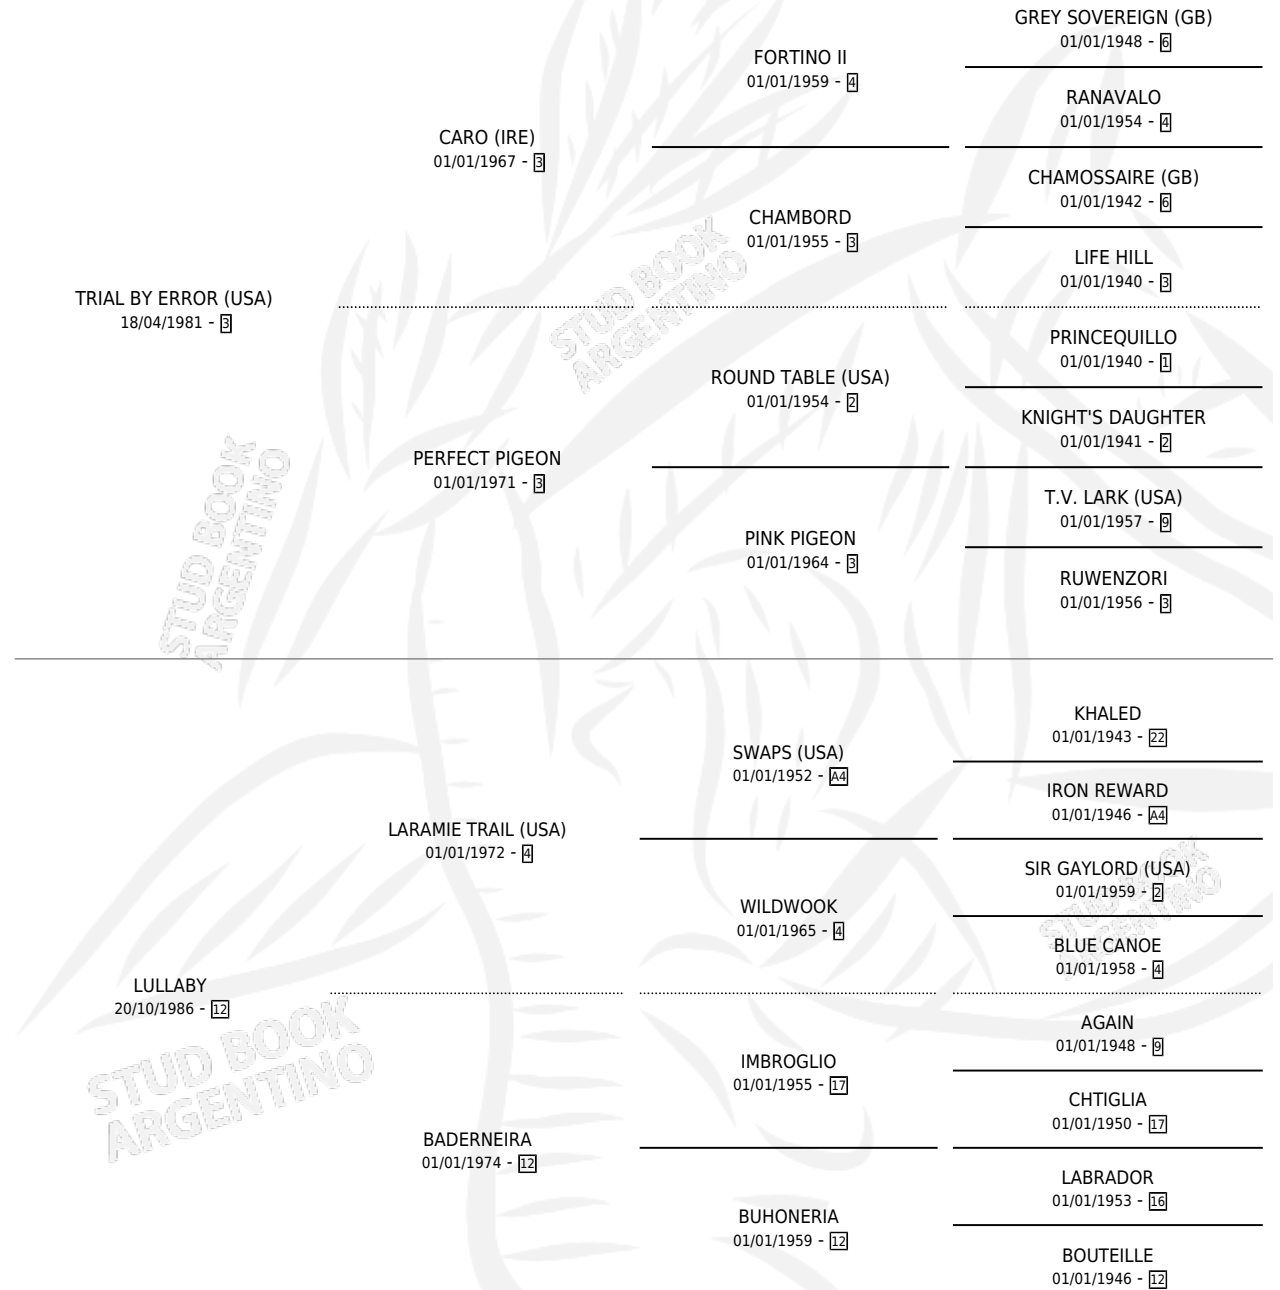 GREY SOVEREIGN (GB)
01/01/1948 - 6
FORTINO II
01/01/1959 - 4
RANAVALO
01/01/1954 - 4
CARO (IRE)
01/01/1967 - 3
CHAMOSSAIRE (GB)
01/01/1942 - 6
CHAMBORD
01/01/1955 - 3
LIFE HILL
01/01/1940 - 3
TRIAL BY ERROR (USA)
18/04/1981 - 3
PRINCEQUILLO
01/01/1940 - 1
ROUND TABLE (USA)
01/01/1954 - 2
KNIGHT'S DAUGHTER
01/01/1941 - 2
PERFECT PIGEON
01/01/1971 - 3
T.V. LARK (USA)
01/01/1957 - 9
PINK PIGEON
01/01/1964 - 3
RUWENZORI
01/01/1956 - 3
KHALED
01/01/1943 - 22
SWAPS (USA)
01/01/1952 - A4
IRON REWARD
01/01/1946 - A4
LARAMIE TRAIL (USA)
01/01/1972 - 4
SIR GAYLORD (USA)
01/01/1959 - 2
WILDWOOK
01/01/1965 - 4
BLUE CANOE
01/01/1958 - 4
LULLABY
20/10/1986 - 12
AGAIN
01/01/1948 - 9
IMBROGLIO
01/01/1955 - 17
CHTIGLIA
01/01/1950 - 17
BADERNEIRA
01/01/1974 - 12
LABRADOR
01/01/1953 - 16
BUHONERIA
01/01/1959 - 12
BOUTEILLE
01/01/1946 - 12
STUD BOOK
ARGENTINO
STUD BOOK
ARGENTINO
STUD BOOK
ARGENTINO
STUD BOOK
ARGENTINO